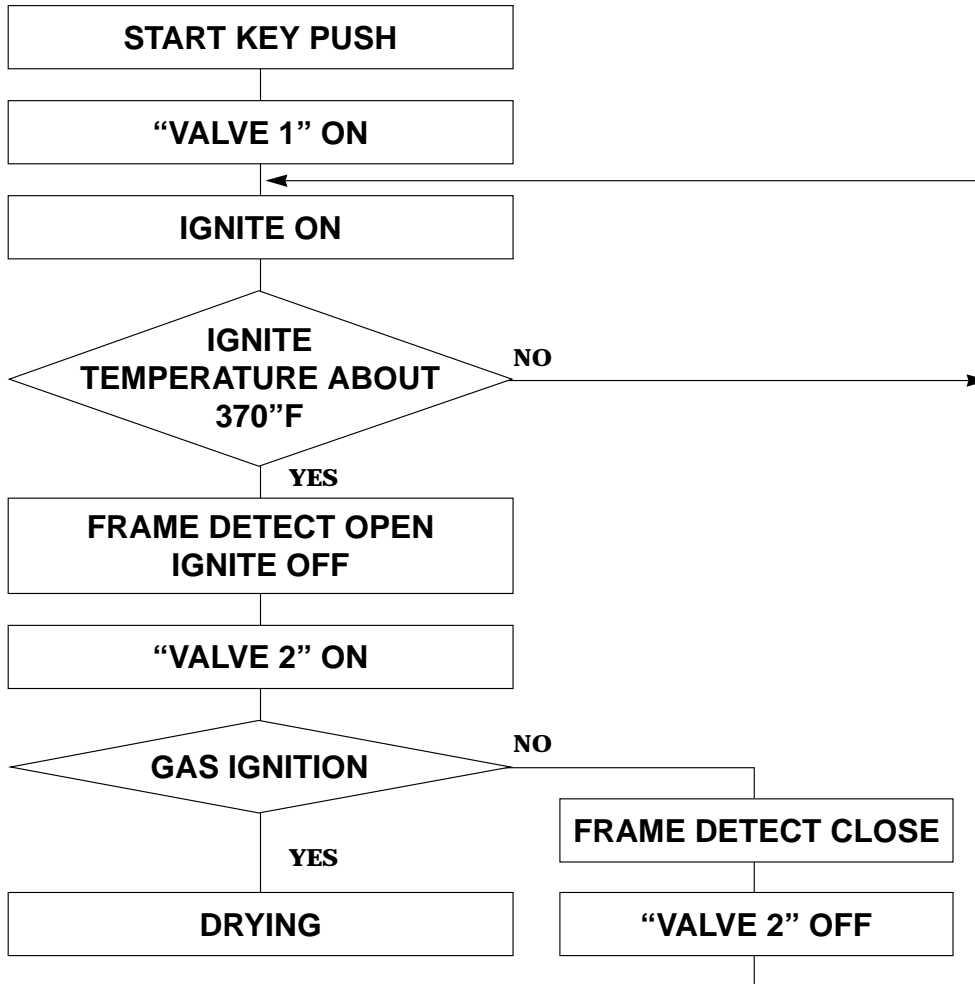 START KEY PUSH
“VALVE 1” ON
IGNITE ON
IGNITE
TEMPERATURE ABOUT
370”F
NO
YES
FRAME DETECT OPEN
IGNITE OFF
“VALVE 2” ON
GAS IGNITION
NO
FRAME DETECT CLOSE
YES
DRYING
“VALVE 2” OFF